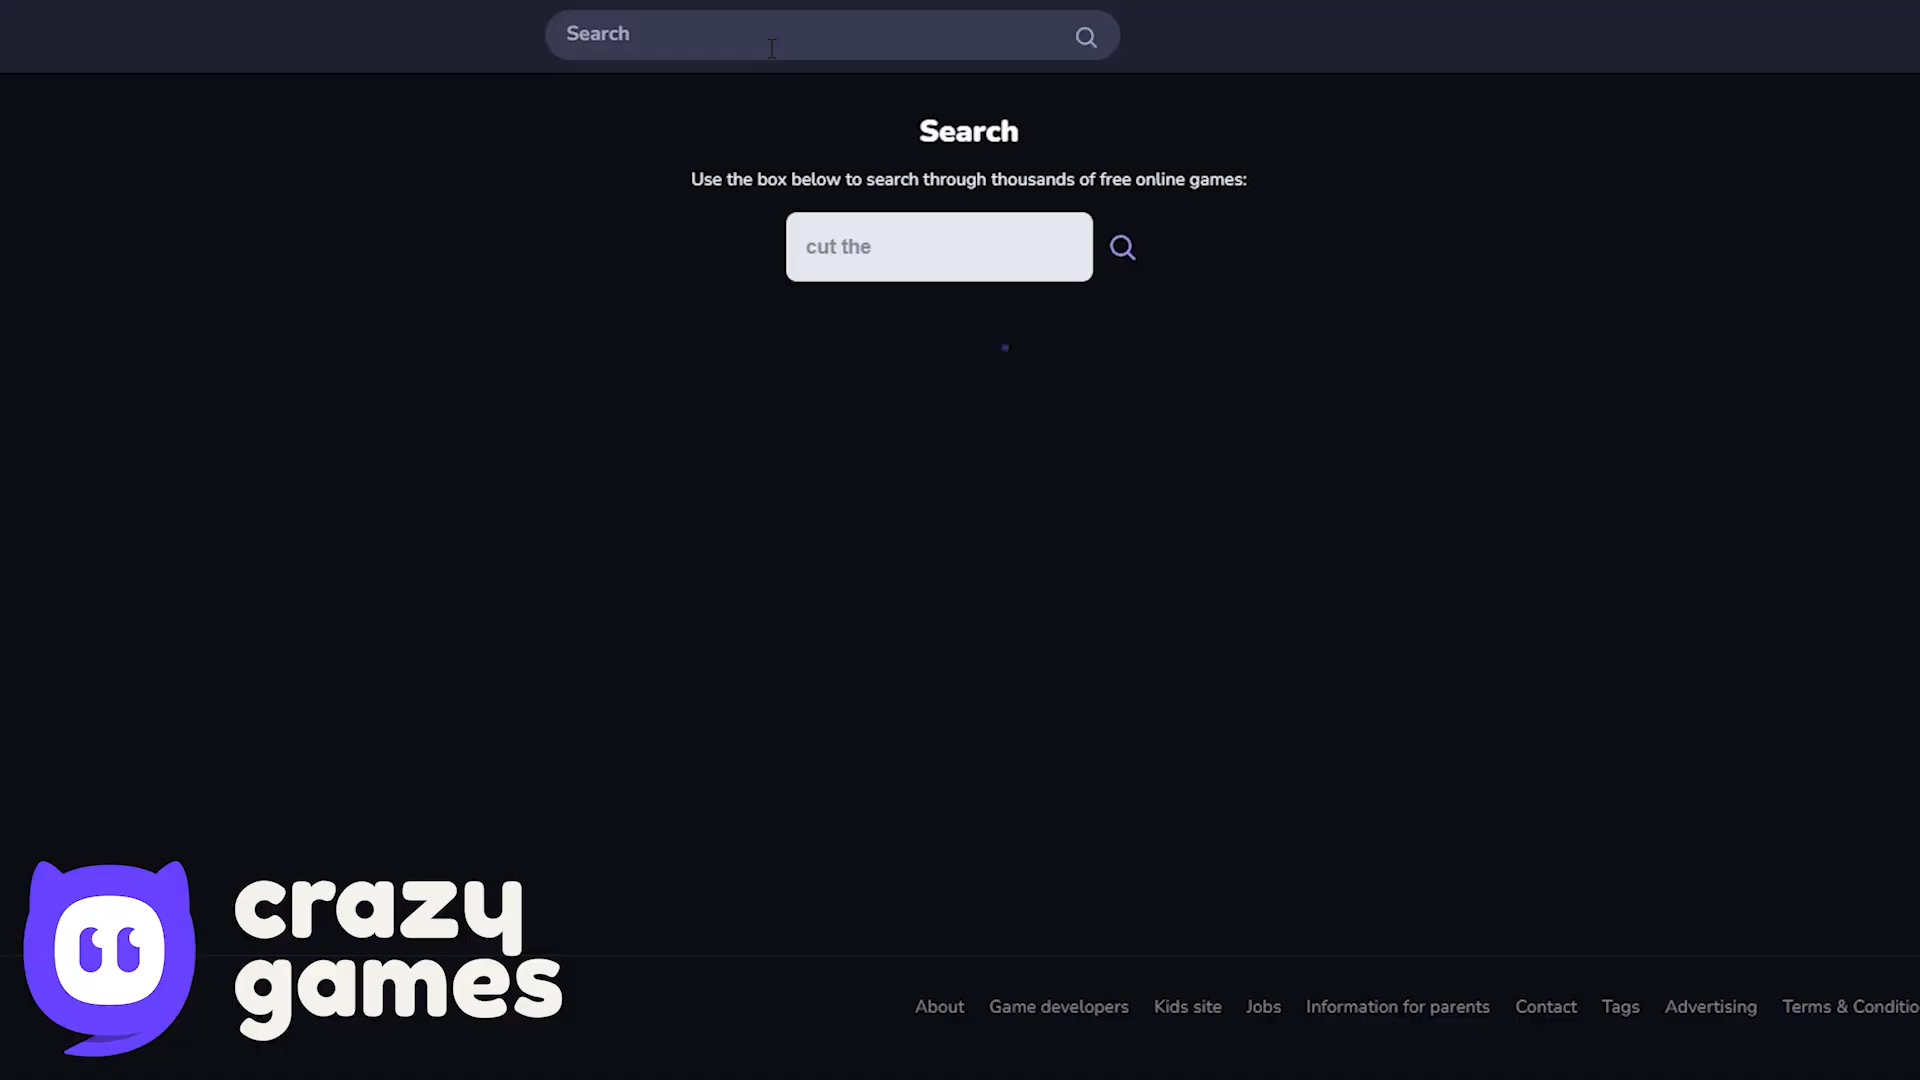 Search
Search
Use the box below to search through thousands of free online games:
cut the
crazy
games
About Game developers Kids site Jobs Information for parents Contact Tags Advertising Terms & Conditio